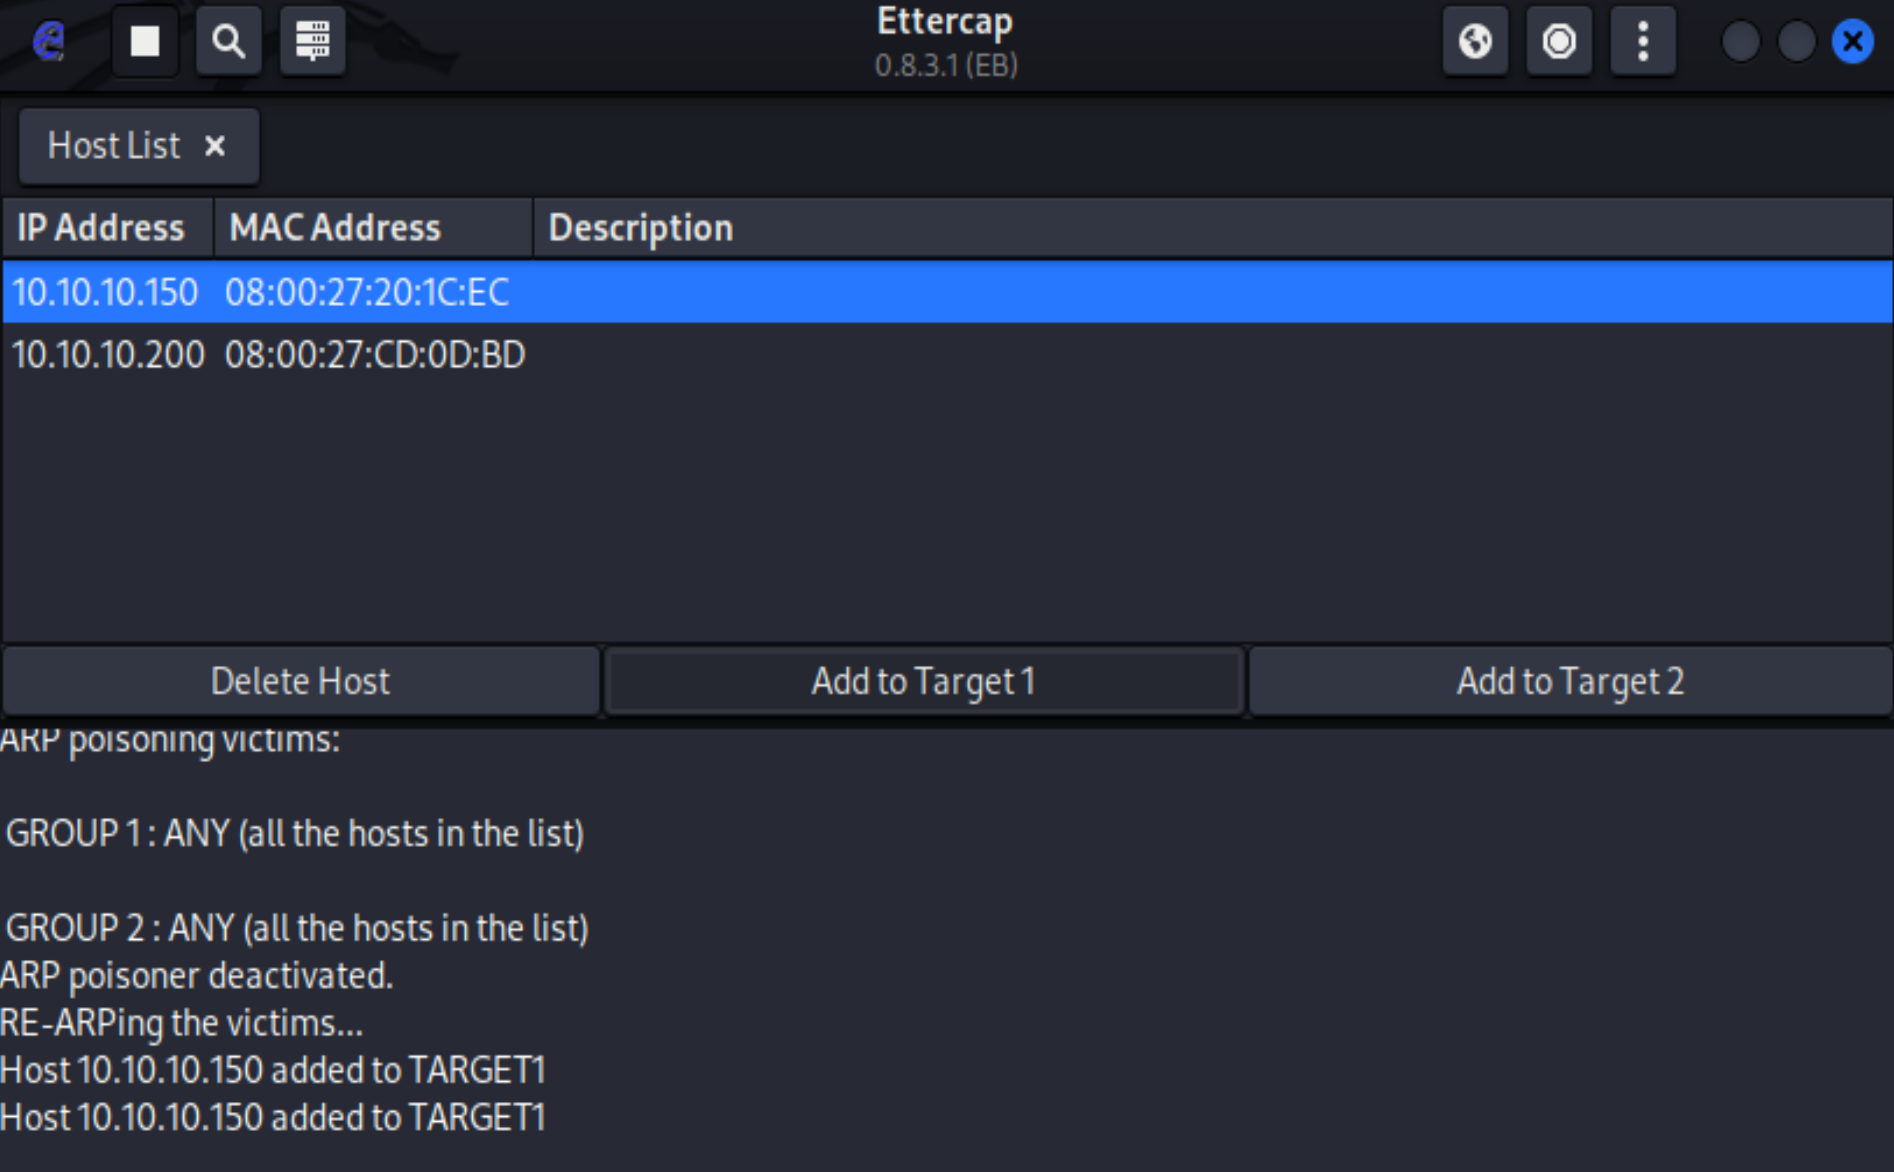 Ettercap
0.8.3.1 (EB)
Host List ×
IP Address MAC Address Description
10.10.10.150 08:00:27:20:1C:EC
10.10.10.200 08:00:27:CD:0D:BD
Delete Host Add to Target 1 Add to Target 2
ARP poisoning victims:
GROUP 1 : ANY (all the hosts in the list)
GROUP 2 : ANY (all the hosts in the list)
ARP poisoner deactivated.
RE-ARPing the victims...
Host 10.10.10.150 added to TARGET1
Host 10.10.10.150 added to TARGET1